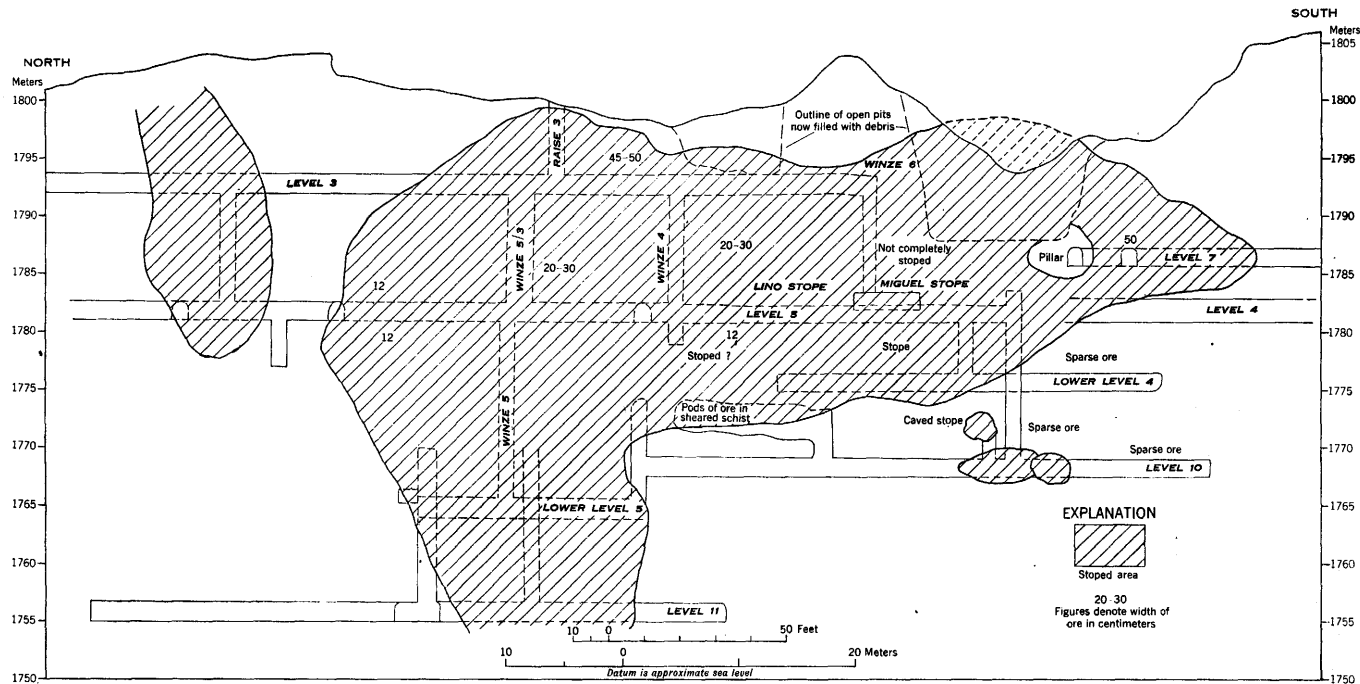 SOUTH
Meters
1805
NORTH
Meters
1800
1795
1790
1785
1780
1775
1770
1765
1760
1755
1750
1800
1795
1790
1785
1780
1775
1770
1765
1760
1755
1750
Outline of open pits
now filled with debris
RAISE 3
45-50
WINZE 6
LEVEL 3
WINZE 5/3
WINZE 4
20-30
20-30
Not completely
stoped
Pillar
50
LEVEL 7
12
LINO STOPE
MIGUEL STOPE
LEVEL 5
LEVEL 4
12
12
Stoped ?
Stope
Sparse ore
LOWER LEVEL 4
WINZE 5
Pods of ore in
sheared schist
Caved stope
Sparse ore
Sparse ore
LEVEL 10
LOWER LEVEL 5
LEVEL 11
EXPLANATION
Stoped area
20-30
Figures denote width of
ore in centimeters
10 0 50 Feet
10 0 20 Meters
Datum is approximate sea level